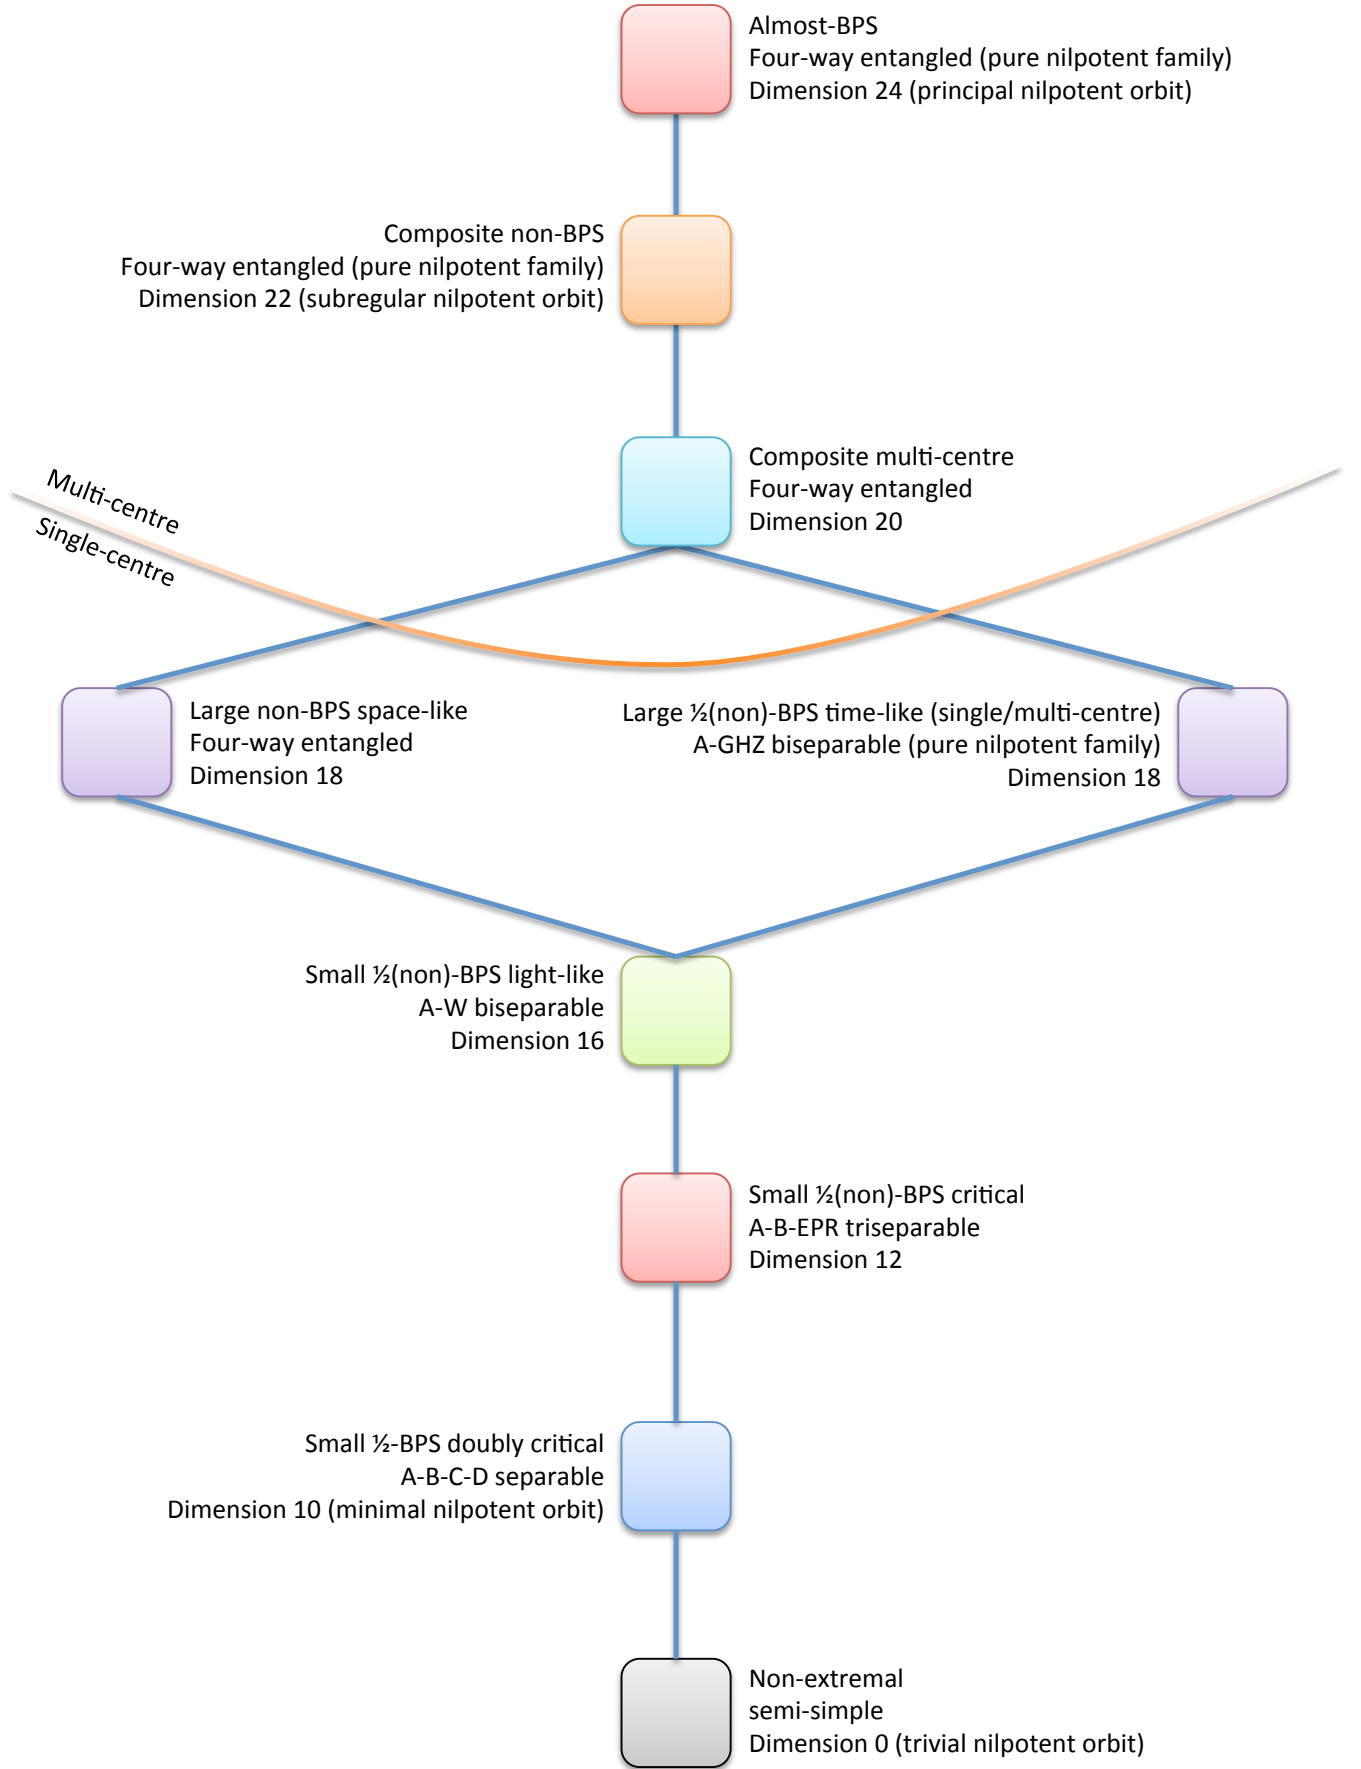 Almost-BPS
Four-way entangled (pure nilpotent family)
Dimension 24 (principal nilpotent orbit)
Composite non-BPS
Four-way entangled (pure nilpotent family)
Dimension 22 (subregular nilpotent orbit)
Composite multi-centre
Four-way entangled
Dimension 20
Multi-centre
Single-centre
Large non-BPS space-like
Four-way entangled
Dimension 18
Large ½(non)-BPS time-like (single/multi-centre)
A-GHZ biseparable (pure nilpotent family)
Dimension 18
Small ½(non)-BPS light-like
A-W biseparable
Dimension 16
Small ½(non)-BPS critical
A-B-EPR triseparable
Dimension 12
Small ½-BPS doubly critical
A-B-C-D separable
Dimension 10 (minimal nilpotent orbit)
Non-extremal
semi-simple
Dimension 0 (trivial nilpotent orbit)